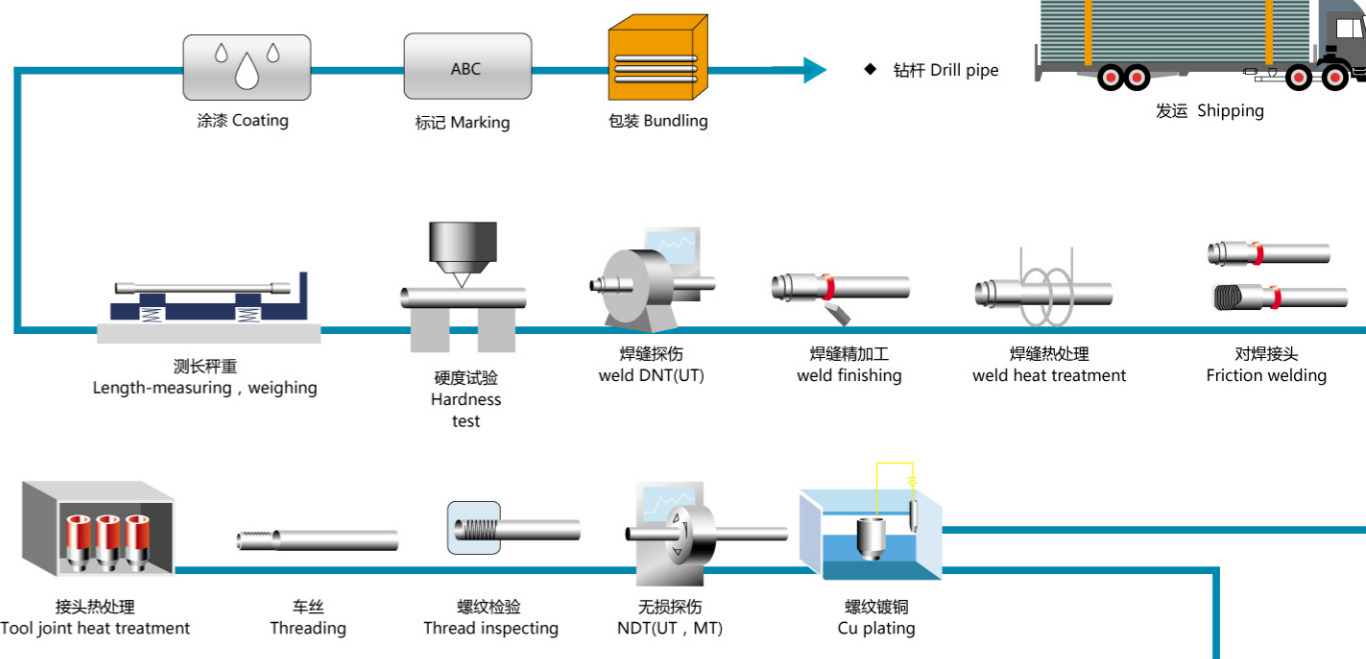 ABC
◆ 钻杆 Drill pipe
涂漆 Coating
标记 Marking
包装 Bundling
发运 Shipping
测长秤重
Length-measuring , weighing
硬度试验
Hardness
test
焊缝探伤
weld DNT(UT)
焊缝精加工
weld finishing
焊缝热处理
weld heat treatment
对焊接头
Friction welding
接头热处理
Tool joint heat treatment
车丝
Threading
螺纹检验
Thread inspecting
无损探伤
NDT(UT , MT)
螺纹镀铜
Cu plating